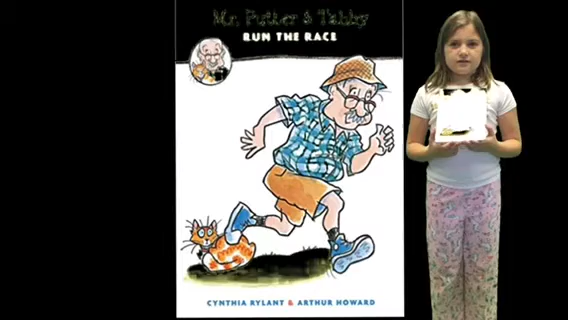 Mr. Putter & Tabby
RUN THE RACE
CYNTHIA RYLANT & ARTHUR HOWARD